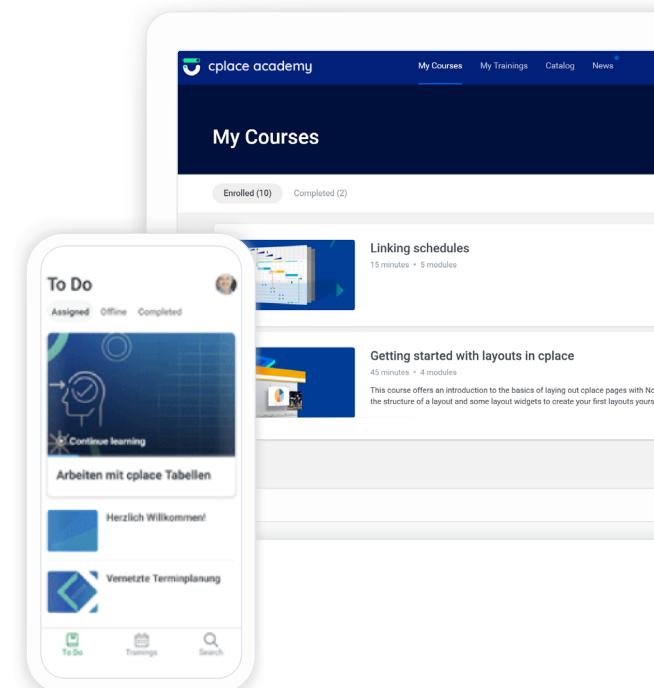 cplace academy
My Courses
My Trainings
Catalog
News
My Courses
Enrolled (10)
Completed (2)
Linking schedules
15 minutes • 5 modules
Getting started with layouts in cplace
45 minutes • 4 modules
This course offers an introduction to the basics of laying out cplace pages with No
the structure of a layout and some layout widgets to create your first layouts yours
To Do
Assigned
Offline
Completed
Continue learning
Arbeiten mit cplace Tabellen
Herzlich Willkommen!
Vernetzte Terminplanung
To Do
Trainings
Search